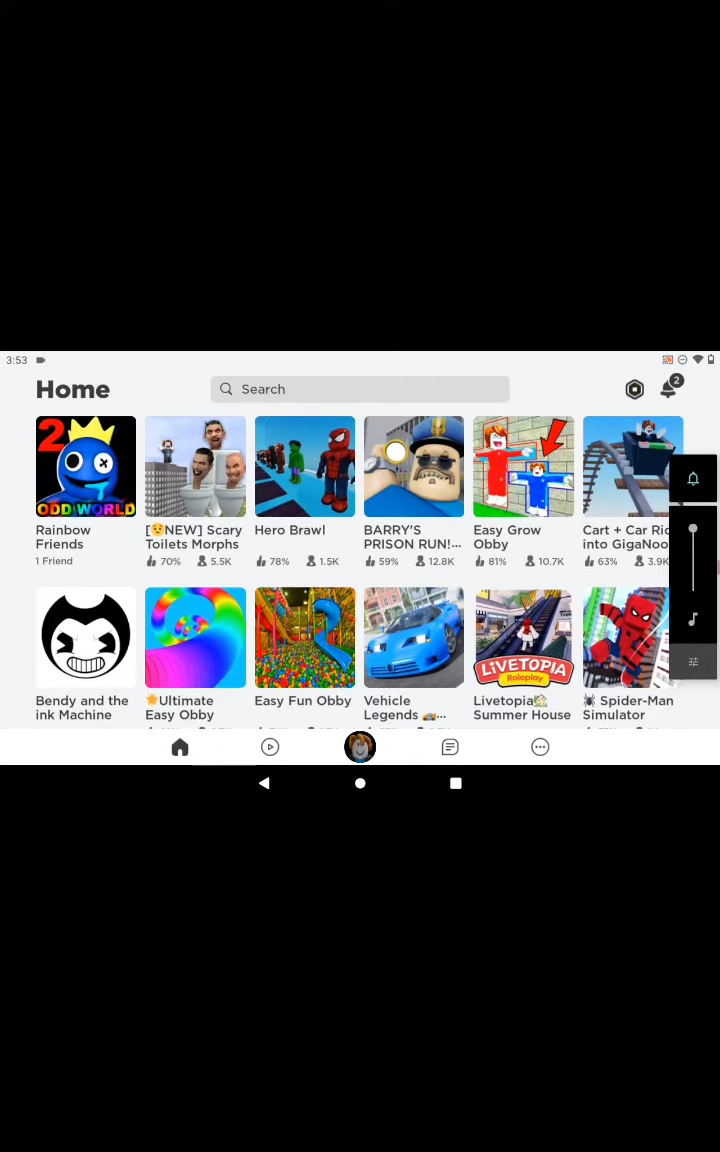 3:53
Home
Search
2
2
ODD WORLD
Rainbow
Friends
1 Friend
[😟NEW] Scary
Toilets Morphs
70% 5.5K
Hero Brawl
78% 1.5K
BARRY'S
PRISON RUN!...
59% 12.8K
Easy Grow
Obby
81% 10.7K
Cart + Car Rid
into GigaNoo
63% 3.9K
Bendy and the
ink Machine
⭐Ultimate
Easy Obby
Easy Fun Obby
Vehicle
Legends 🚗...
LIVETOPIA
Roleplay
Livetopia🏡
Summer House
🕷 Spider-Man
Simulator